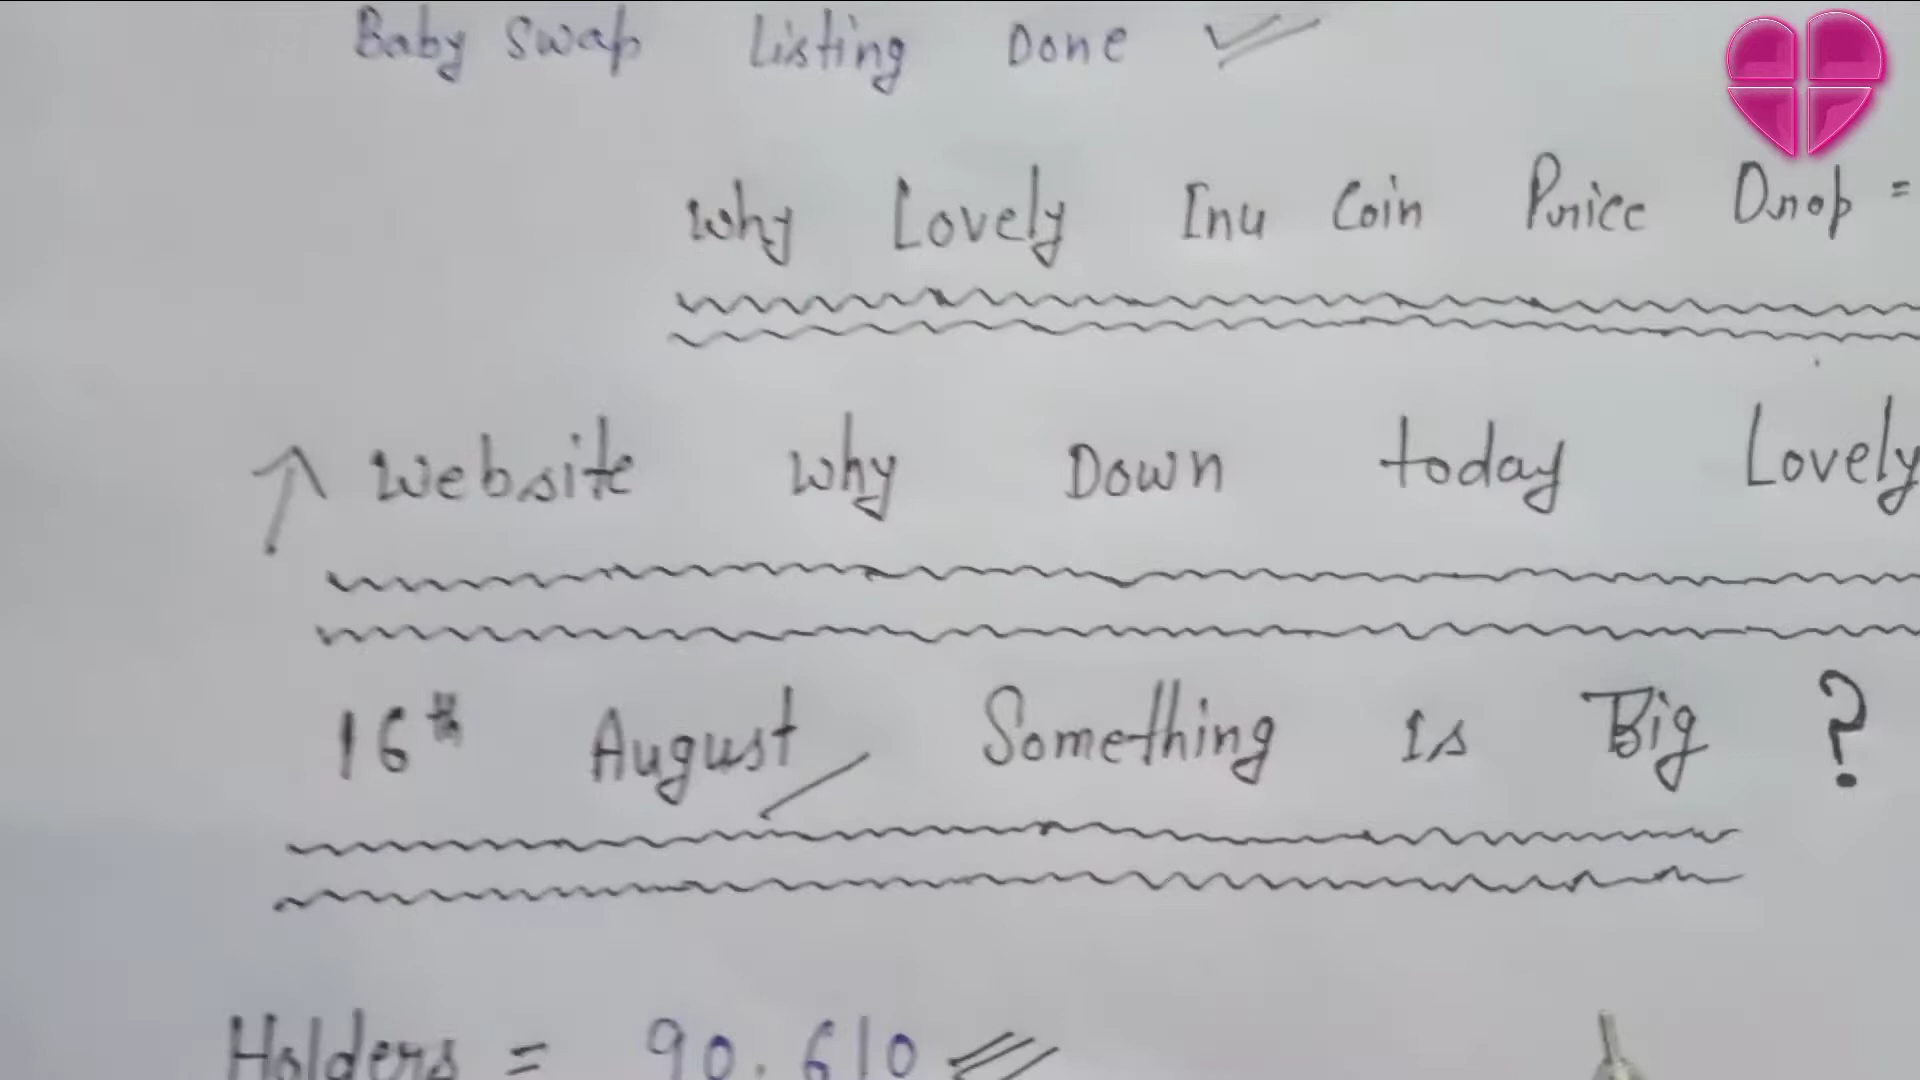 Baby Swap Listing Done
Why Lovely Inu Coin Price Drop =
Website Why Down today Lovely
16th August Something Is Big ?
Holders = 90.610